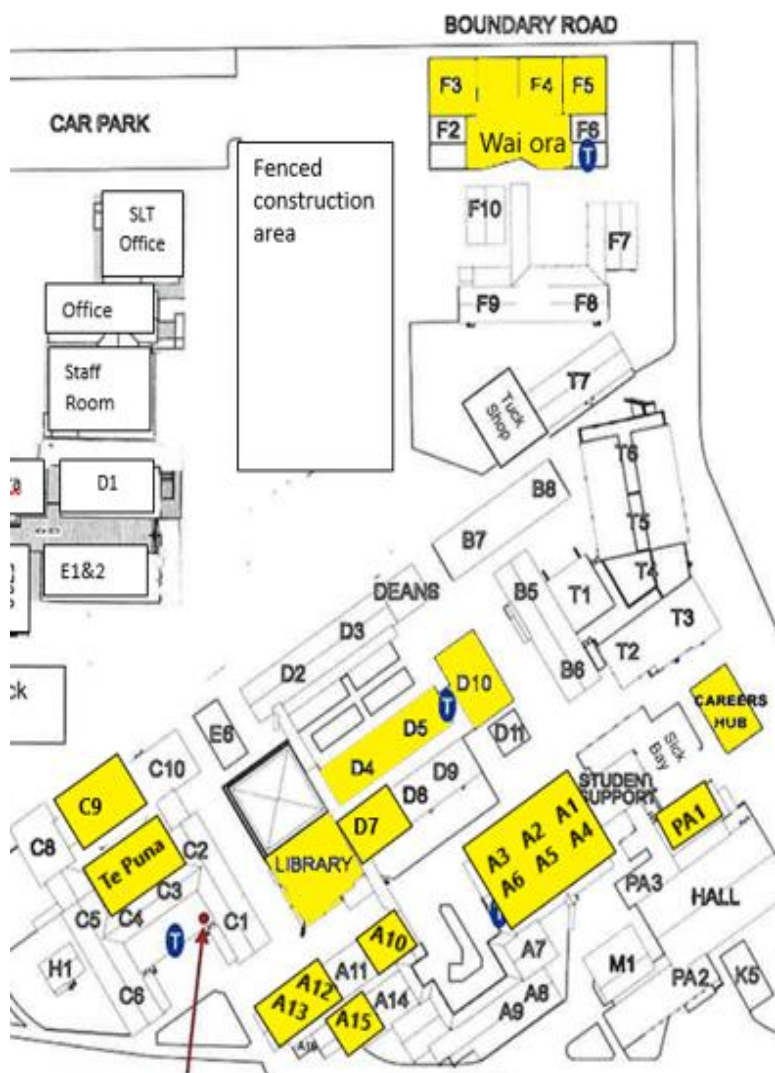 BOUNDARY ROAD
CAR PARK
F3
F4
F5
F2
F6
Wai ora
T
Fenced
construction
area
SLT
Office
F10
F7
Office
F9
F8
Staff
Room
T7
Tuck
Shop
T6
D1
B8
T5
B7
E1&2
DEANS
B5
T1
T4
D3
T3
B6
T2
D2
D10
CAREERS
HUB
T
E6
D5
D11
Sick
Bay
C10
D4
D9
STUDENT
SUPPORT
C9
D8
A1
A2
A3
PA1
D7
A4
A5
A6
C8
Te Puna
C2
LIBRARY
C3
PA3
HALL
C5
C4
C1
T
A10
A7
H1
A11
M1
A12
A13
A14
A8
PA2
K5
C6
A15
A9